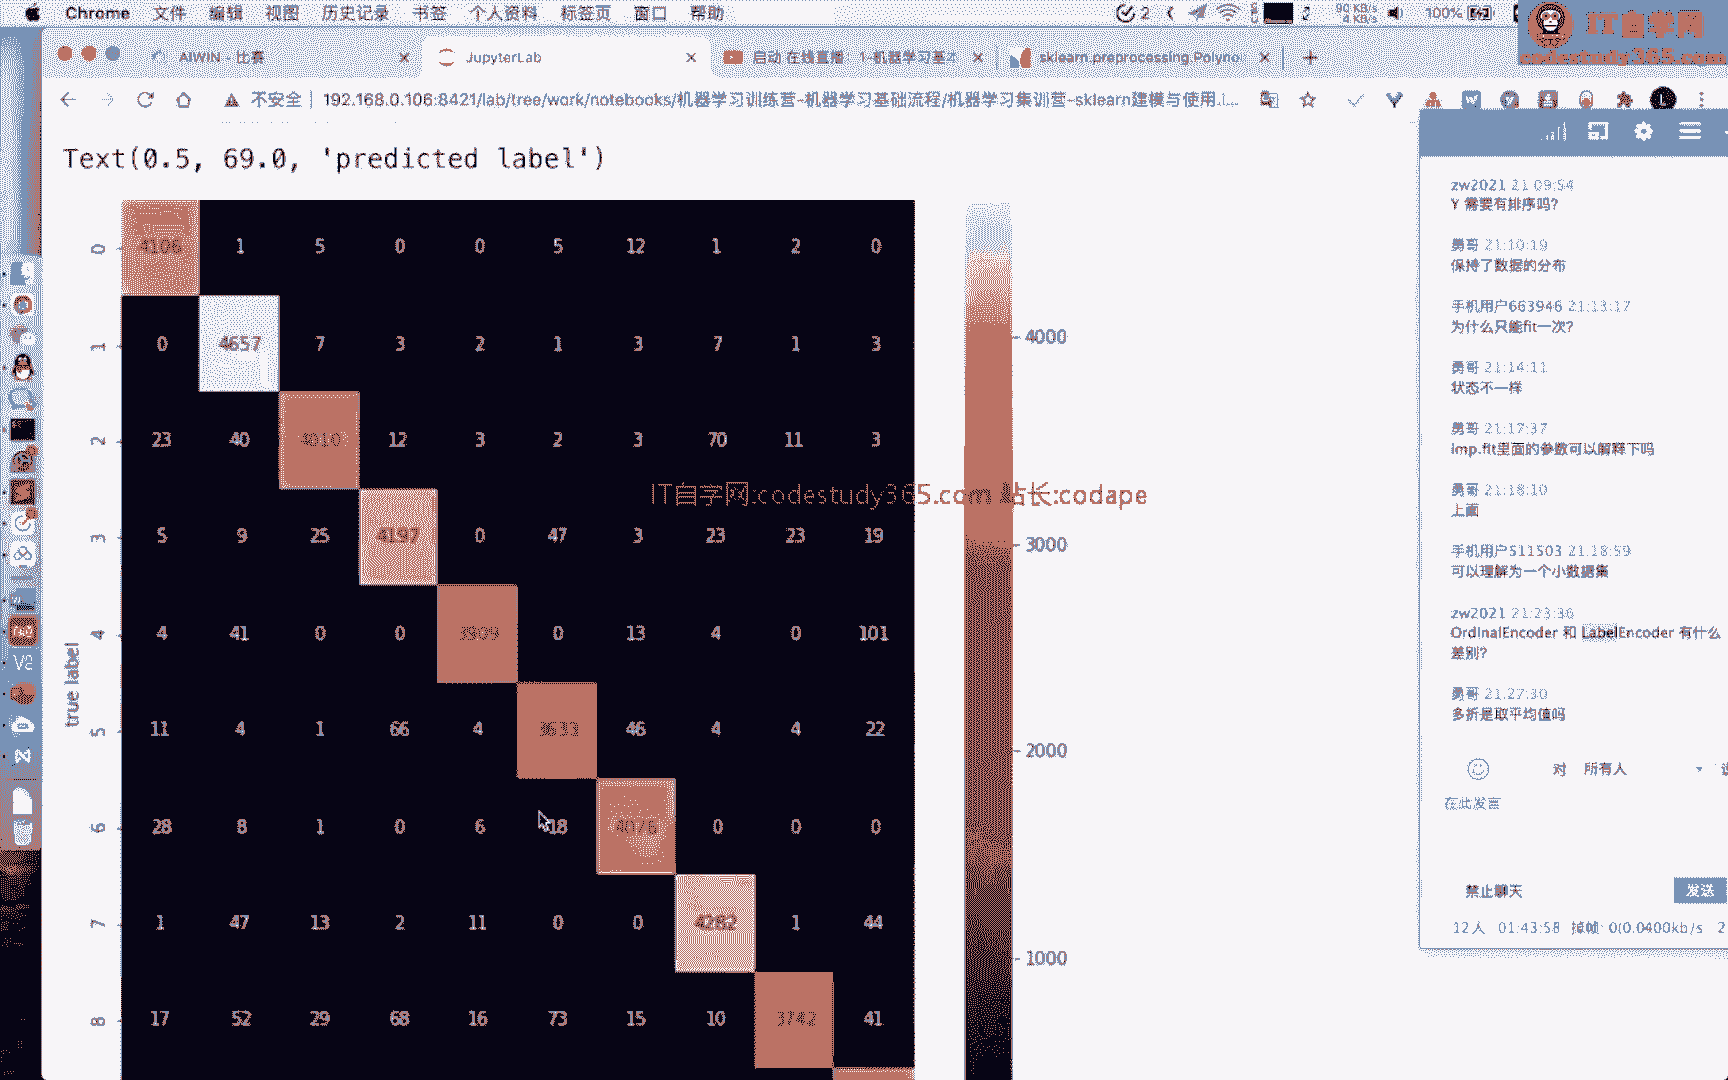 Chrome 文件 编辑 视图 历史记录 书签 个人资料 标签页 窗口 帮助
2 90 KB/s 4 KB/s 100%
IT自学网
codestudy365.com
AIWIN - 比赛
JupyterLab
启动 在线直播
sklearn.preprocessing.Polyno
不安全 192.168.0.106:8421/lab/tree/work/notebooks/机器学习训练营-机器学习基础流程/机器学习集训营-sklearn建模与使用.i...
Text(0.5, 69.0, 'predicted label')
0 4106 1 5 0 0 5 12 1 2 0
1 0 4657 7 3 2 1 3 7 1 3
2 23 40 4010 12 3 2 3 70 11 3
3 5 9 25 4197 0 47 3 23 23 19
4 4 41 0 0 3909 0 13 4 0 101
5 11 4 1 66 4 3633 46 4 4 22
6 28 8 1 0 6 18 4078 0 0 0
7 1 47 13 2 11 0 0 4282 1 44
8 17 52 29 68 16 73 15 10 3742 41
true label
4000
3000
2000
1000
IT自学网:codestudy365.com 站长:codape
zw2021 21:09:54
Y 需要有排序吗?
勇哥 21:10:19
保持了数据的分布
手机用户663946 21:13:17
为什么只能fit一次?
勇哥 21:14:11
状态不一样
勇哥 21:17:37
imp.fit里面的参数可以解释下吗
勇哥 21:18:10
上面
手机用户511503 21:18:59
可以理解为一个小数据集
zw2021 21:23:36
OrdinalEncoder 和 LabelEncoder 有什么
差别?
勇哥 21:27:30
多折是取平均值吗
对 所有人
在此发言
禁止聊天
发送
12人 01:43:58 掉帧: 0(0.0400kb/s 2